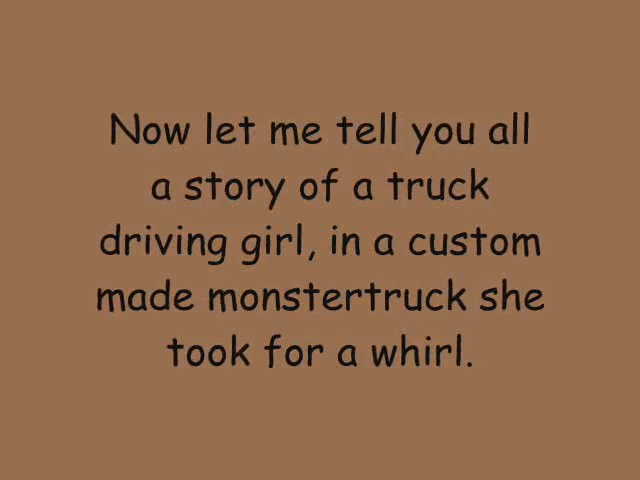 Now let me tell you all
a story of a truck
driving girl, in a custom
made monstertruck she
took for a whirl.